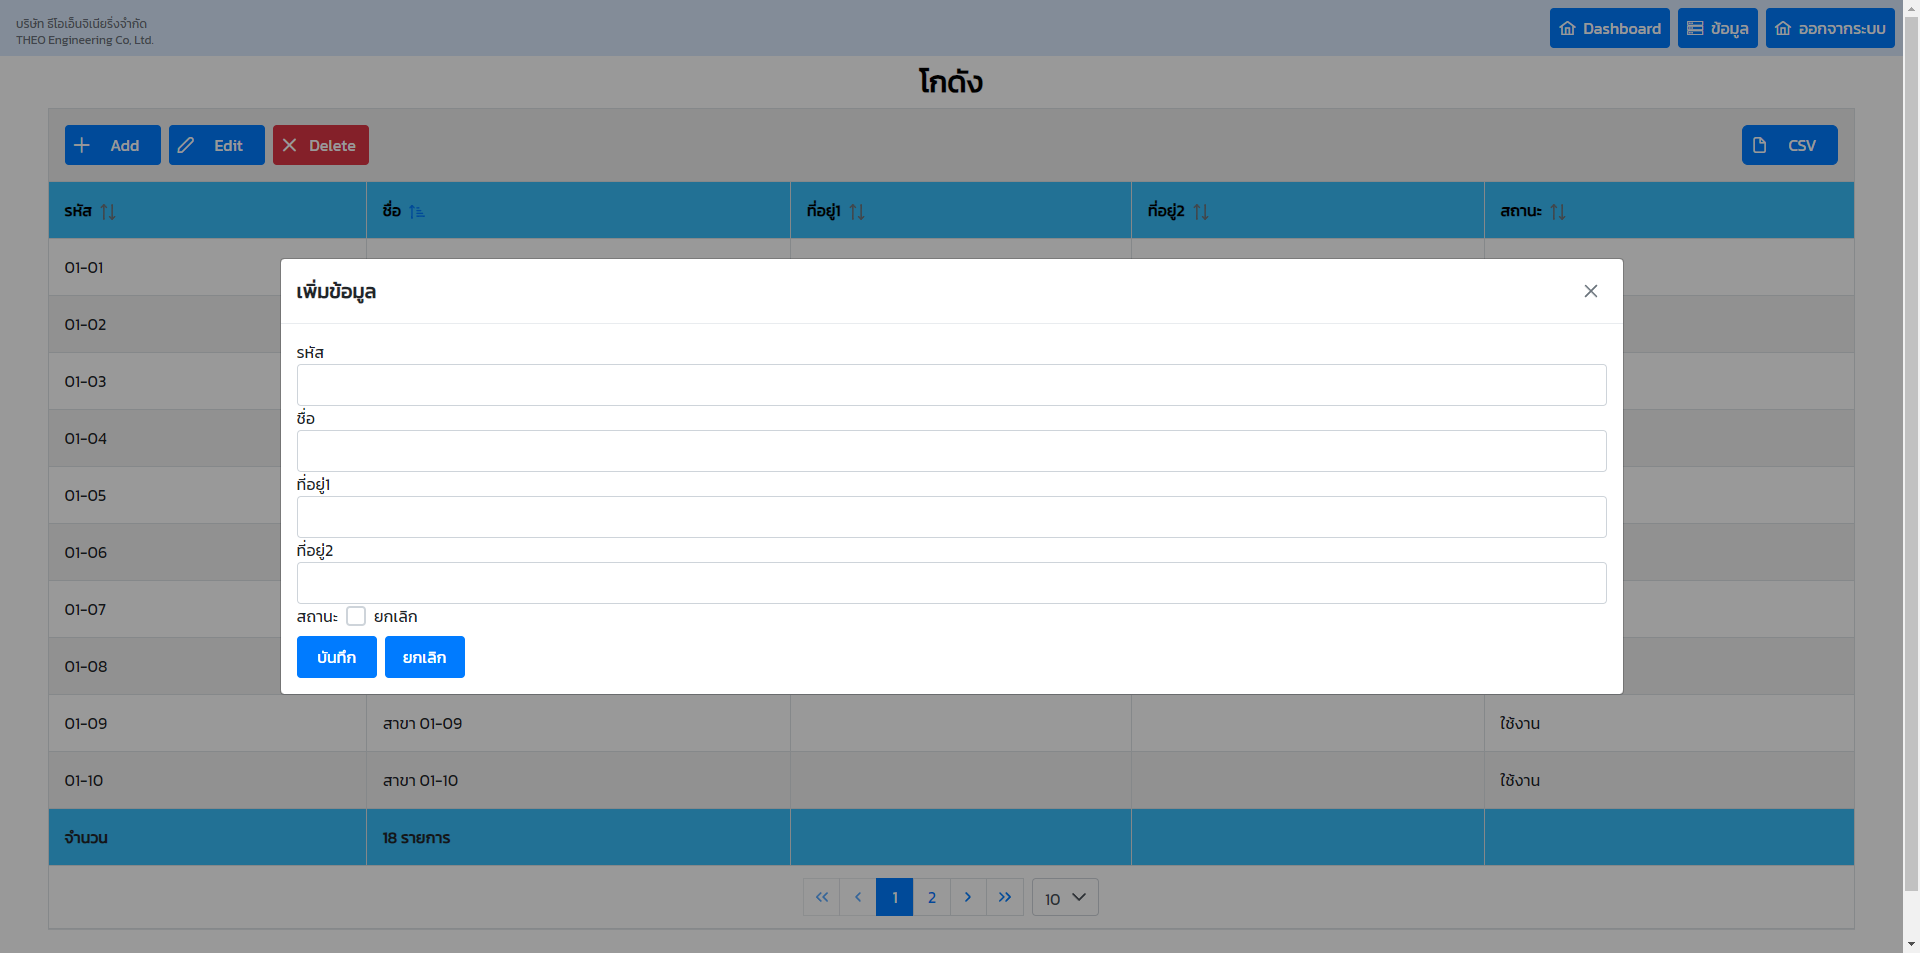 บริษัท ธีโอเอ็นจิเนียริ่งจำกัด
THEO Engineering Co, Ltd.
Dashboard ข้อมูล ออกจากระบบ
โกดัง
Add Edit Delete CSV
รหัส ชื่อ ที่อยู่1 ที่อยู่2 สถานะ
01-01
เพิ่มข้อมูล
01-02
รหัส
01-03
ชื่อ
01-04
ที่อยู่1
01-05
ที่อยู่2
01-06
สถานะ ยกเลิก
01-07
บันทึก ยกเลิก
01-08
01-09 สาขา 01-09 ใช้งาน
01-10 สาขา 01-10 ใช้งาน
จำนวน 18 รายการ
1 2 10